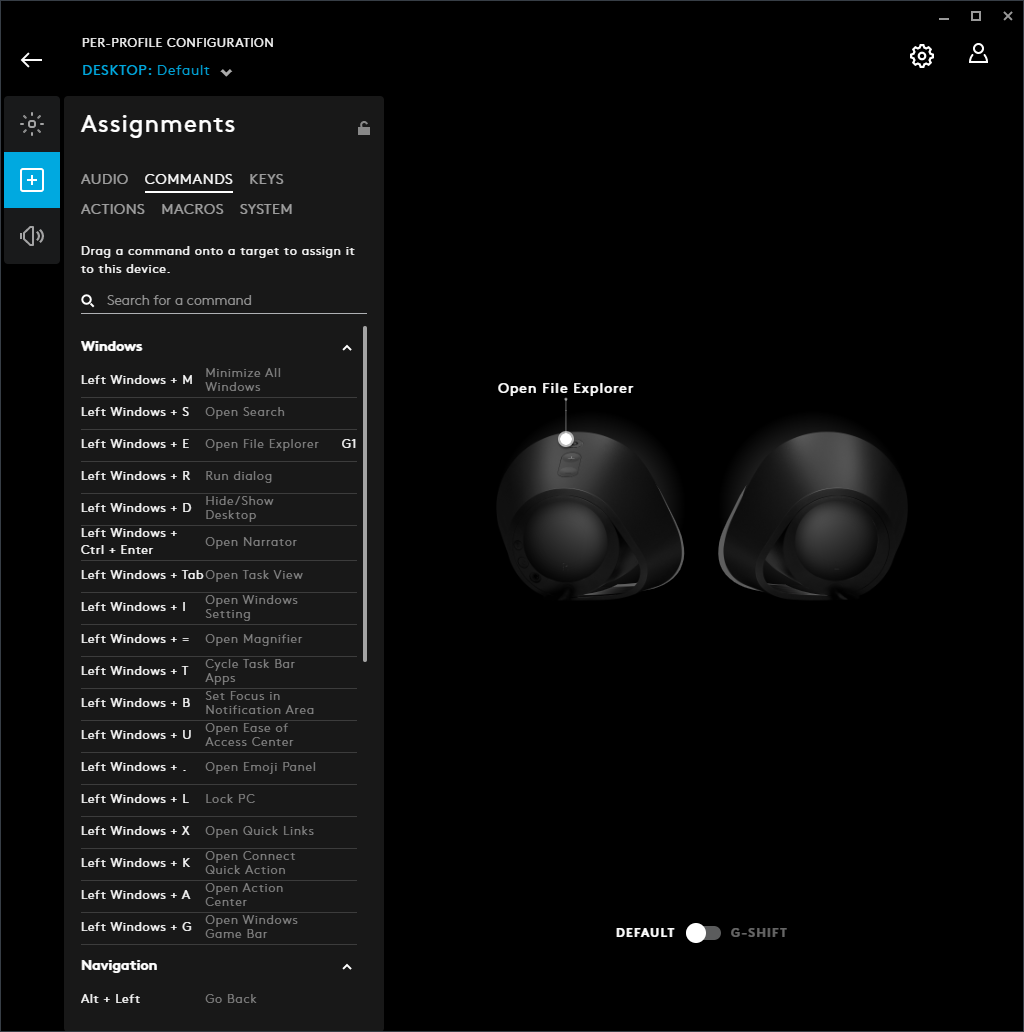 PER-PROFILE CONFIGURATION
DESKTOP: Default
Assignments
AUDIO COMMANDS KEYS
ACTIONS MACROS SYSTEM
Drag a command onto a target to assign it
to this device.
Search for a command
Windows
Left Windows + M Minimize All
Windows
Left Windows + S Open Search
Left Windows + E Open File Explorer G1
Left Windows + R Run dialog
Left Windows + D Hide/Show
Desktop
Left Windows +
Ctrl + Enter Open Narrator
Left Windows + Tab Open Task View
Left Windows + I Open Windows
Setting
Left Windows + = Open Magnifier
Left Windows + T Cycle Task Bar
Apps
Left Windows + B Set Focus in
Notification Area
Left Windows + U Open Ease of
Access Center
Left Windows + . Open Emoji Panel
Left Windows + L Lock PC
Left Windows + X Open Quick Links
Left Windows + K Open Connect
Quick Action
Left Windows + A Open Action
Center
Left Windows + G Open Windows
Game Bar
Navigation
Alt + Left Go Back
Open File Explorer
DEFAULT G-SHIFT